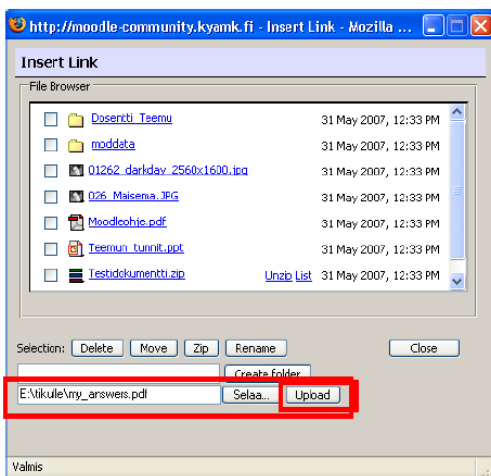 http://moodle-community.kyamk.fi - Insert Link - Mozilla ...
Insert Link
File Browser
Dosentti_Teemu 31 May 2007, 12:33 PM
moddata 31 May 2007, 12:33 PM
01262_darkday_2560x1600.jpg 31 May 2007, 12:33 PM
026_Maisema.JPG 31 May 2007, 12:33 PM
Moodleohje.pdf 31 May 2007, 12:33 PM
Teemun_tunnit.ppt 31 May 2007, 12:33 PM
Testidokumentti.zip Unzip List 31 May 2007, 12:33 PM
Selection: Delete Move Zip Rename Close
Create folder
E:\tikulle\my_answers.pdf Selaa... Upload
Valmis